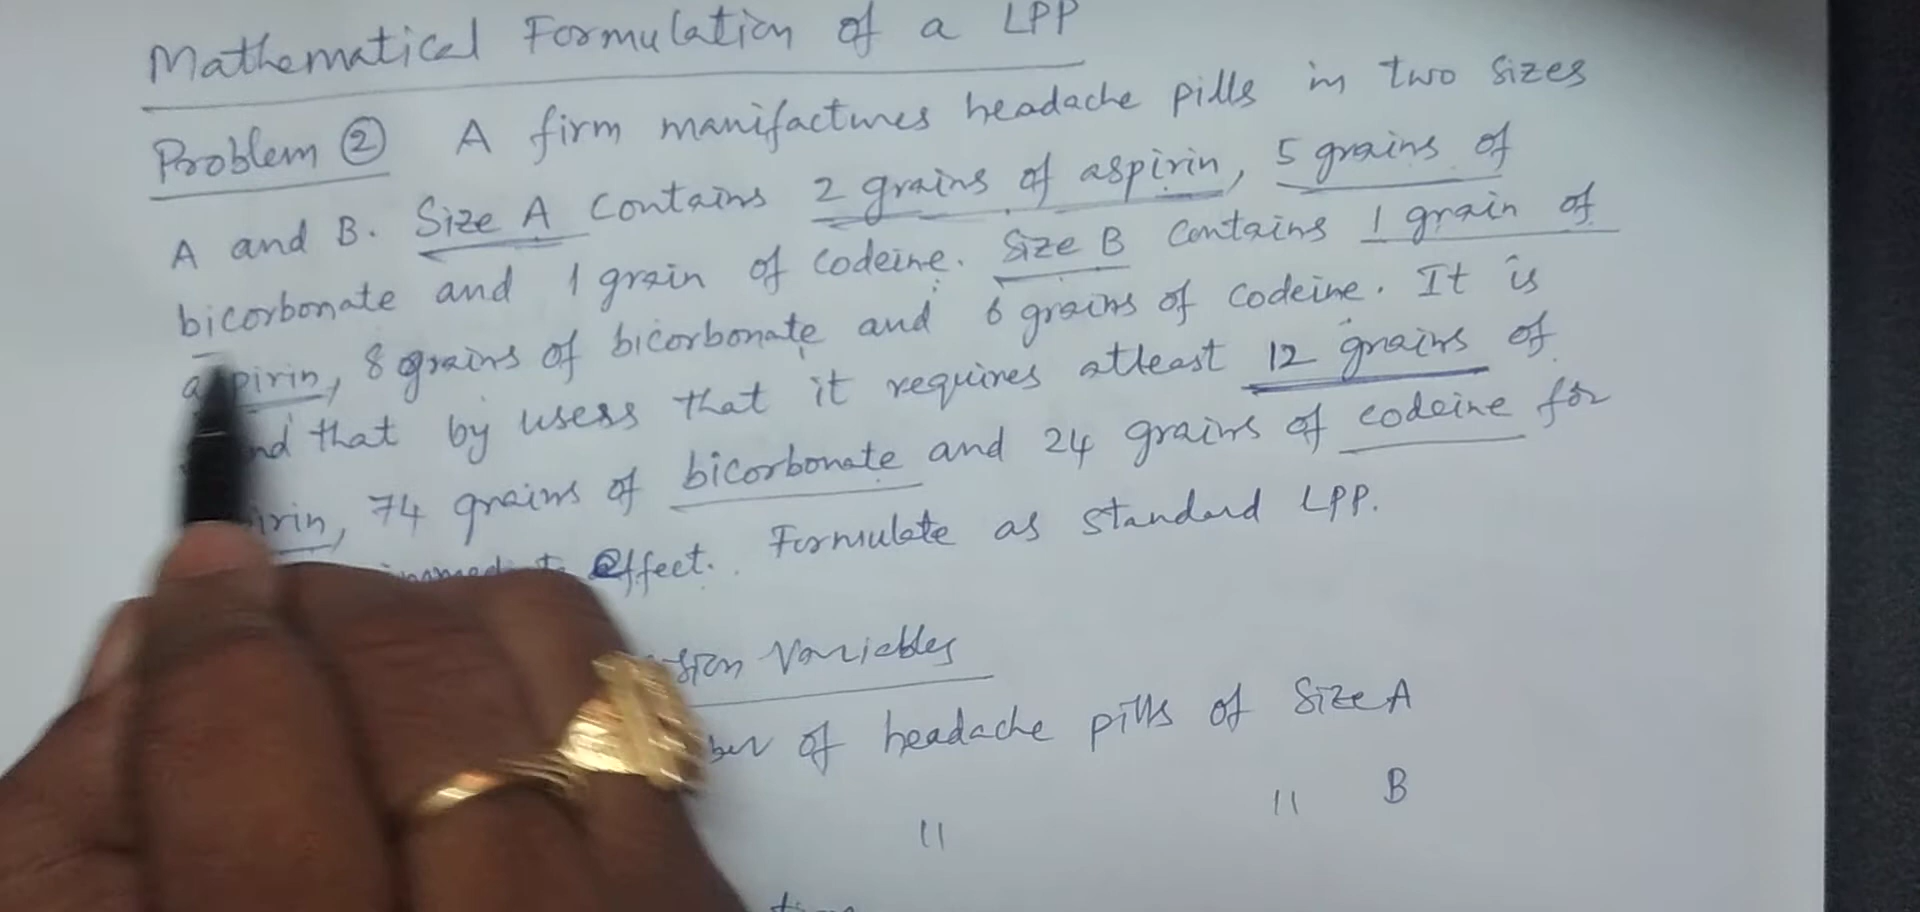 Mathematical Formulation of a LPP
Problem ② A firm manifactures headache pills in two sizes
A and B. Size A contains 2 grains of aspirin, 5 grains of
bicorbonate and 1 grain of codeine. Size B contains 1 grain of
aspirin, 8 grains of bicorbonate and 6 grains of codeine. It is
that by usess that it requires atleast 12 grains of
74 grains of bicorbonate and 24 grains of codeine for
effect. Formulate as standard LPP.
Variables
of headache pills of Size A
" " B